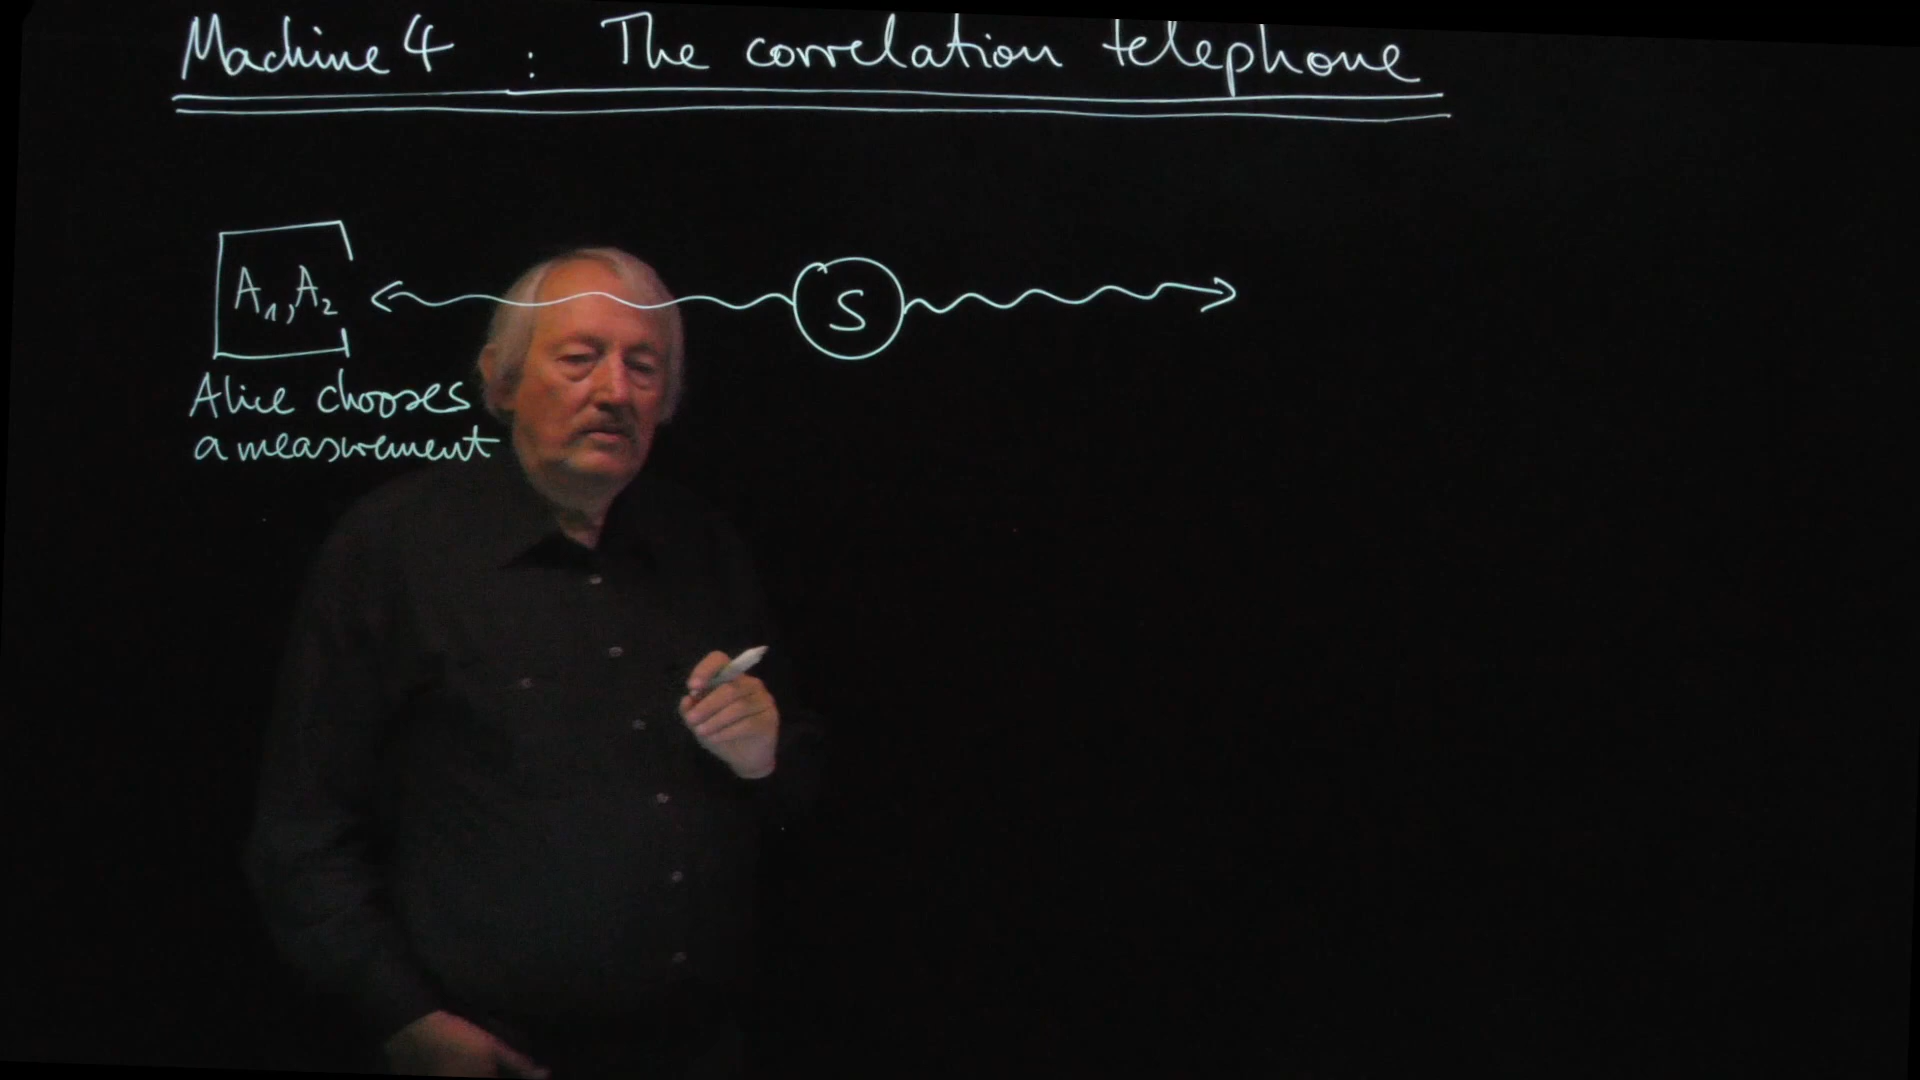 Machine 4 : The correlation telephone
A₁, A₂
S
Alice chooses
a measurement